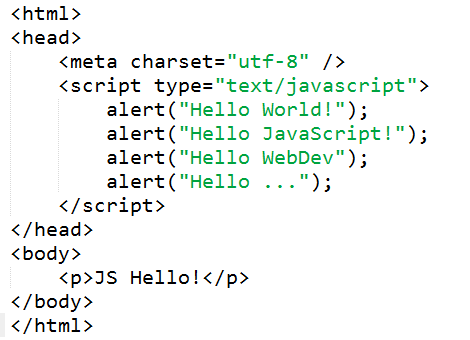 <html>
<head>
    <meta charset="utf-8" />
    <script type="text/javascript">
        alert("Hello World!");
        alert("Hello JavaScript!");
        alert("Hello WebDev");
        alert("Hello ...");
    </script>
</head>
<body>
    <p>JS Hello!</p>
</body>
</html>